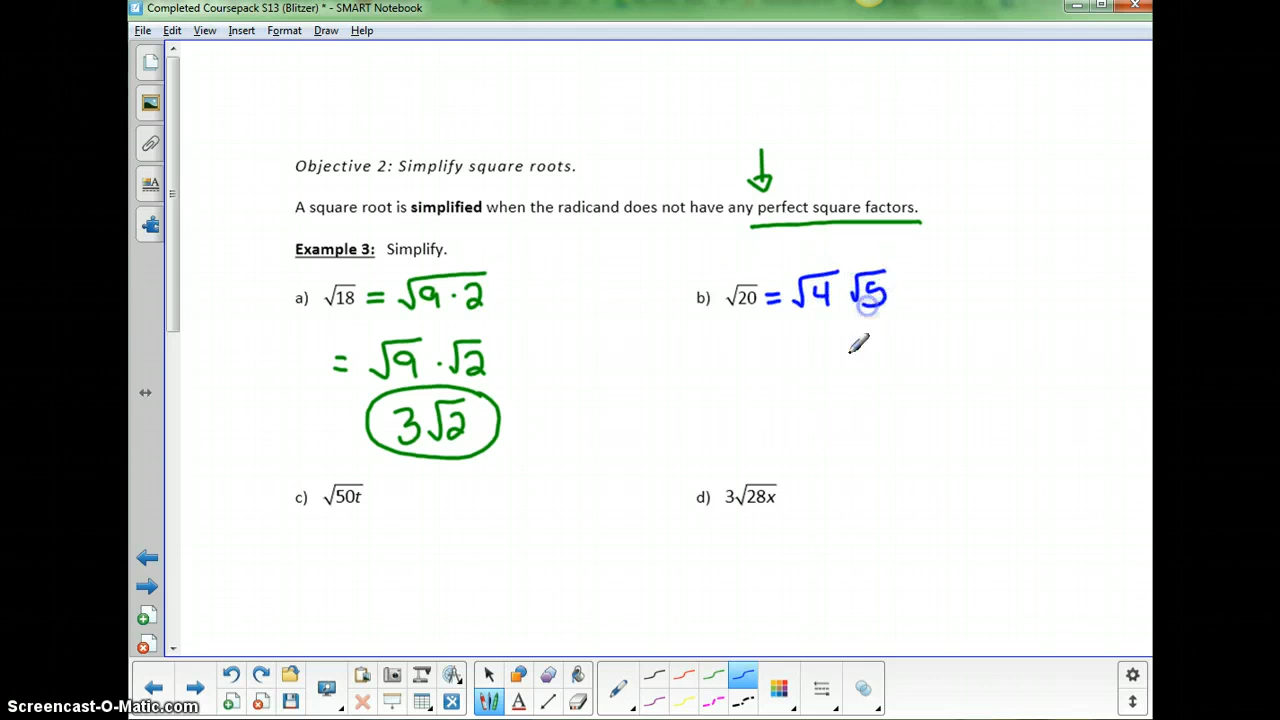 Completed Coursepack S13 (Blitzer) * - SMART Notebook
File Edit View Insert Format Draw Help
Objective 2: Simplify square roots.
A square root is simplified when the radicand does not have any perfect square factors.
Example 3: Simplify.
a) √18 = √9·2
= √9 · √2
3√2
b) √20 = √4 √5
c) √50t
d) 3√28x
Screencast-O-Matic.com